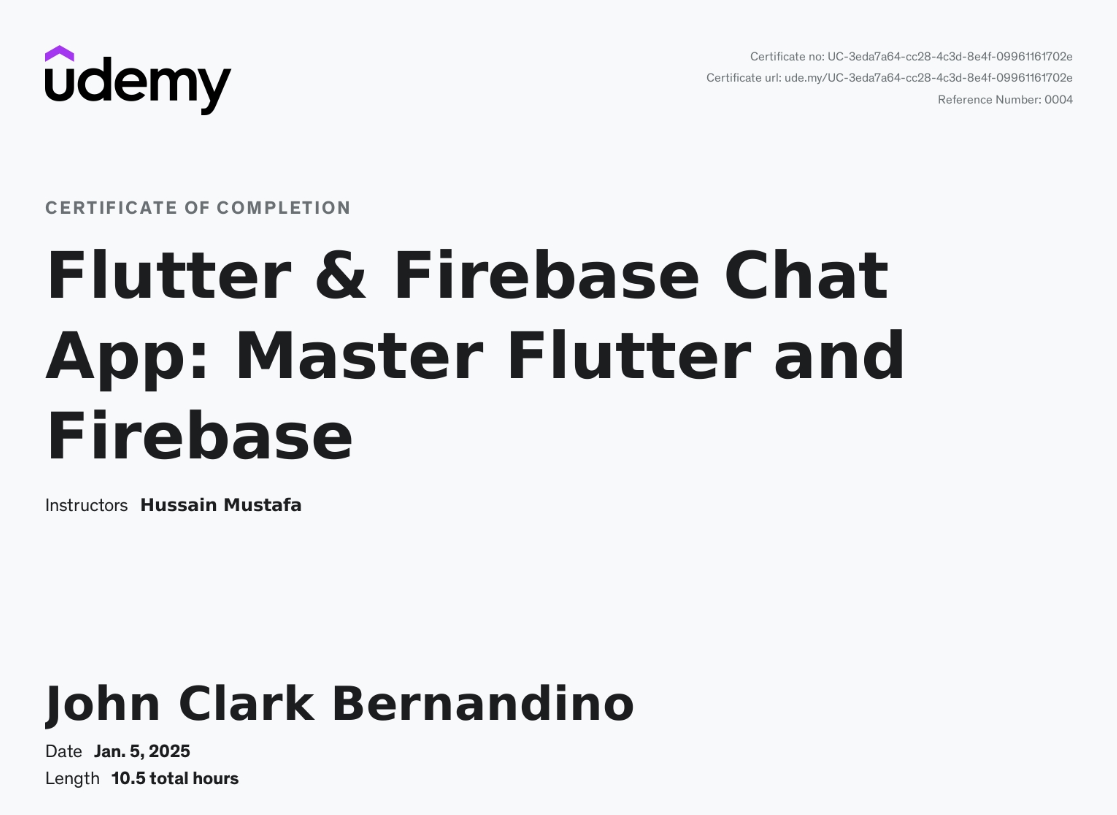 udemy
Certificate no: UC-3eda7a64-cc28-4c3d-8e4f-09961161702e
Certificate url: ude.my/UC-3eda7a64-cc28-4c3d-8e4f-09961161702e
Reference Number: 0004
CERTIFICATE OF COMPLETION
Flutter & Firebase Chat
App: Master Flutter and
Firebase
Instructors Hussain Mustafa
John Clark Bernandino
Date Jan. 5, 2025
Length 10.5 total hours